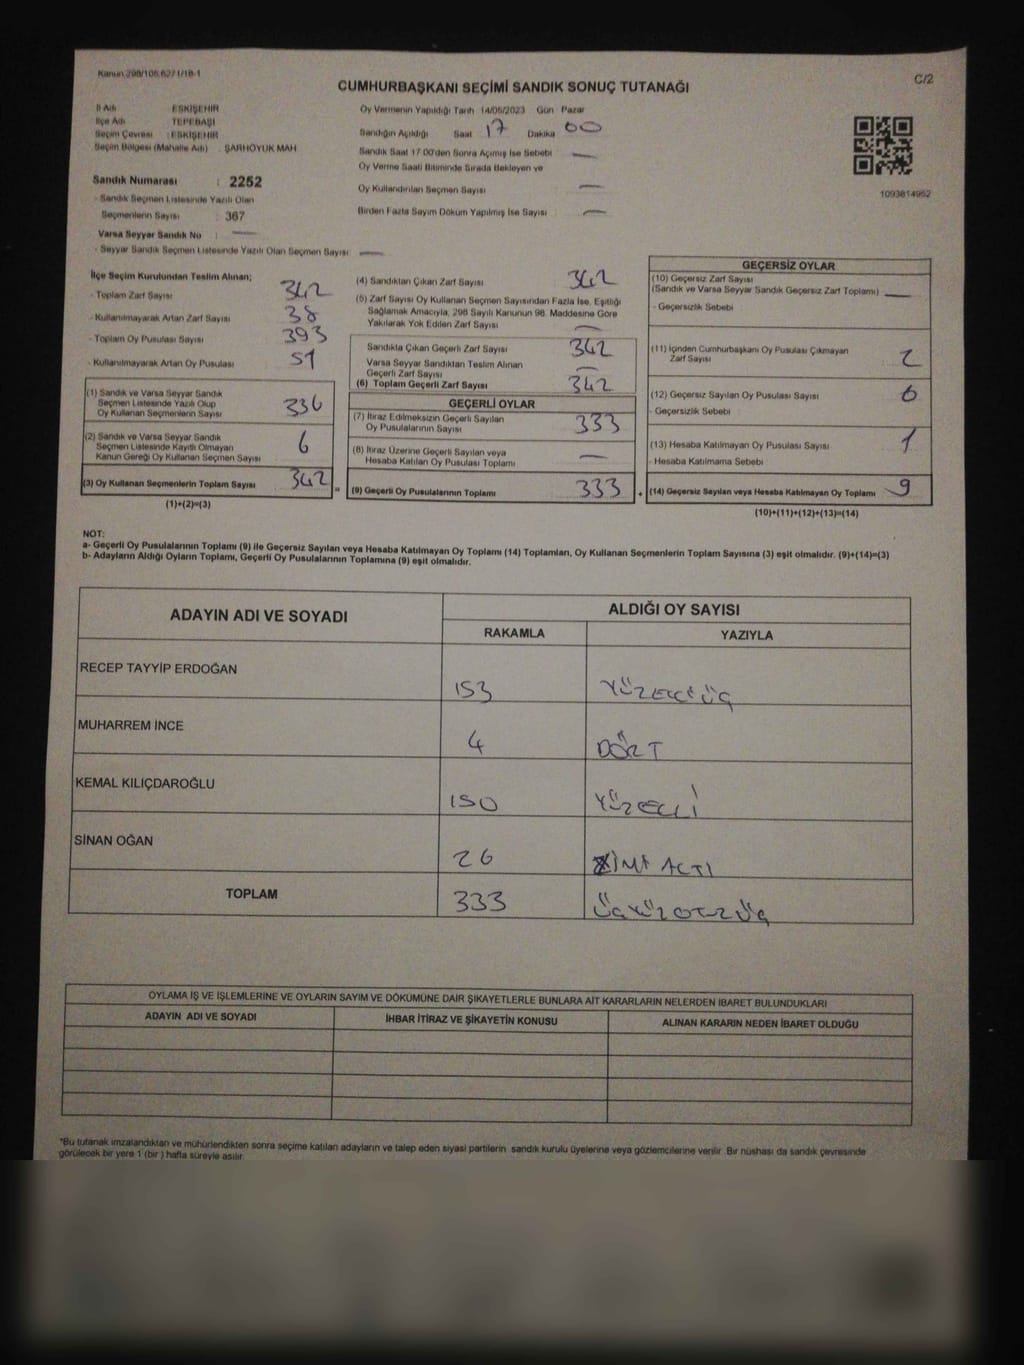 Kanun 298/106.627 1/18-1
C/2
CUMHURBAŞKANI SEÇİMİ SANDIK SONUÇ TUTANAĞI
İl Adı : ESKİŞEHİR
İlçe Adı TEPEBAŞI
Seçim Çevresi : ESKİŞEHİR
Seçim Bölgesi (Mahalle Adı) : ŞARHÖYÜK MAH
Sandık Numarası : 2252
- Sandık Seçmen Listesinde Yazılı Olan
Seçmenlerin Sayısı : 367
Varsa Seyyar Sandık No :
- Seyyar Sandık Seçmen Listesinde Yazılı Olan Seçmen Sayısı
Oy Vermenin Yapıldığı Tarih 14/05/2023 Gün Pazar
Sandığın Açıldığı Saat 17 Dakika 00
Sandık Saat 17.00'den Sonra Açılmış İse Sebebi
Oy Verme Saati Bitiminde Sırada Bekleyen ve
Oy Kullandırılan Seçmen Sayısı
Birden Fazla Sayım Döküm Yapılmış İse Sayısı
1093814952
İlçe Seçim Kurulundan Teslim Alınan;
- Toplam Zarf Sayısı 342
- Kullanılmayarak Artan Zarf Sayısı 38
- Toplam Oy Pusulası Sayısı 393
- Kullanılmayarak Artan Oy Pusulası 51
(1) Sandık ve Varsa Seyyar Sandık
Seçmen Listesinde Yazılı Olup
Oy Kullanan Seçmenlerin Sayısı 336
(2) Sandık ve Varsa Seyyar Sandık
Seçmen Listesinde Kayıtlı Olmayan
Kanun Gereği Oy Kullanan Seçmen Sayısı 6
(3) Oy Kullanan Seçmenlerin Toplam Sayısı 342 =
(1)+(2)=(3)
(4) Sandıktan Çıkan Zarf Sayısı 342
(5) Zarf Sayısı Oy Kullanan Seçmen Sayısından Fazla İse, Eşitliği
Sağlamak Amacıyla, 298 Sayılı Kanunun 98. Maddesine Göre
Yakılarak Yok Edilen Zarf Sayısı
Sandıkta Çıkan Geçerli Zarf Sayısı 342
Varsa Seyyar Sandıktan Teslim Alınan
Geçerli Zarf Sayısı
(6) Toplam Geçerli Zarf Sayısı 342
GEÇERLİ OYLAR
(7) İtiraz Edilmeksizin Geçerli Sayılan
Oy Pusulalarının Sayısı 333
(8) İtiraz Üzerine Geçerli Sayılan veya
Hesaba Katılan Oy Pusulası Toplamı
(9) Geçerli Oy Pusulalarının Toplamı 333 +
GEÇERSİZ OYLAR
(10) Geçersiz Zarf Sayısı
(Sandık ve Varsa Seyyar Sandık Geçersiz Zarf Toplamı)
- Geçersizlik Sebebi
(11) İçinden Cumhurbaşkanı Oy Pusulası Çıkmayan
Zarf Sayısı 2
(12) Geçersiz Sayılan Oy Pusulası Sayısı 6
- Geçersizlik Sebebi
(13) Hesaba Katılmayan Oy Pusulası Sayısı 1
- Hesaba Katılmama Sebebi
(14) Geçersiz Sayılan veya Hesaba Katılmayan Oy Toplamı 9
(10)+(11)+(12)+(13)=(14)
NOT:
a- Geçerli Oy Pusulalarının Toplamı (9) ile Geçersiz Sayılan veya Hesaba Katılmayan Oy Toplamı (14) Toplamları, Oy Kullanan Seçmenlerin Toplam Sayısına (3) eşit olmalıdır. (9)+(14)=(3)
b- Adayların Aldığı Oyların Toplamı, Geçerli Oy Pusulalarının Toplamına (9) eşit olmalıdır.
ADAYIN ADI VE SOYADI
ALDIĞI OY SAYISI
RAKAMLA YAZIYLA
RECEP TAYYİP ERDOĞAN 153 YÜZELLİÜÇ
MUHARREM İNCE 4 DÖRT
KEMAL KILIÇDAROĞLU 150 YÜZELLİ
SİNAN OĞAN 26 YİRMİ ALTI
TOPLAM 333 ÜÇYÜZOTUZÜÇ
OYLAMA İŞ VE İŞLEMLERİNE VE OYLARIN SAYIM VE DÖKÜMÜNE DAİR ŞİKAYETLERLE BUNLARA AİT KARARLARIN NELERDEN İBARET BULUNDUKLARI
ADAYIN ADI VE SOYADI İHBAR İTİRAZ VE ŞİKAYETİN KONUSU ALINAN KARARIN NEDEN İBARET OLDUĞU
*Bu tutanak imzalandıktan ve mühürlendikten sonra seçime katılan adayların ve talep eden siyasi partilerin sandık kurulu üyelerine veya gözlemcilerine verilir. Bir nüshası da sandık çevresinde
görülecek bir yere 1 (bir) hafta süreyle asılır.